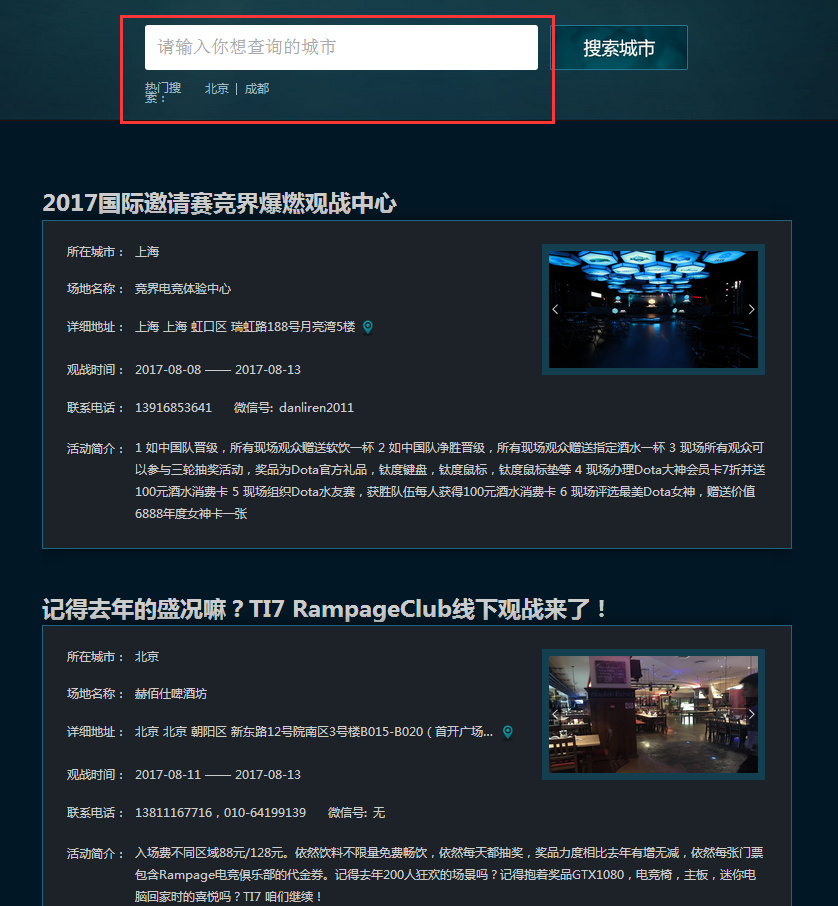 请输入你想查询的城市
搜索城市
热门搜
索：
北京 | 成都
2017国际邀请赛竞界爆燃观战中心
所在城市： 上海
场地名称： 竞界电竞体验中心
详细地址： 上海 上海 虹口区 瑞虹路188号月亮湾5楼
观战时间： 2017-08-08 —— 2017-08-13
联系电话： 13916853641 微信号: danliren2011
活动简介： 1 如中国队晋级，所有现场观众赠送软饮一杯 2 如中国队净胜晋级，所有现场观众赠送指定酒水一杯 3 现场所有观众可
以参与三轮抽奖活动，奖品为Dota官方礼品，钛度键盘，钛度鼠标，钛度鼠标垫等 4 现场办理Dota大神会员卡7折并送
100元酒水消费卡 5 现场组织Dota水友赛，获胜队伍每人获得100元酒水消费卡 6 现场评选最美Dota女神，赠送价值
6888年度女神卡一张
记得去年的盛况嘛？TI7 RampageClub线下观战来了！
所在城市： 北京
场地名称： 赫佰仕啤酒坊
详细地址： 北京 北京 朝阳区 新东路12号院南区3号楼B015-B020（首开广场...
观战时间： 2017-08-11 —— 2017-08-13
联系电话： 13811167716，010-64199139 微信号: 无
活动简介： 入场费不同区域88元/128元。依然饮料不限量免费畅饮，依然每天都抽奖，奖品力度相比去年有增无减，依然每张门票
包含Rampage电竞俱乐部的代金券。记得去年200人狂欢的场景吗？记得抱着奖品GTX1080，电竞椅，主板，迷你电
脑回家时的喜悦吗？TI7 咱们继续！